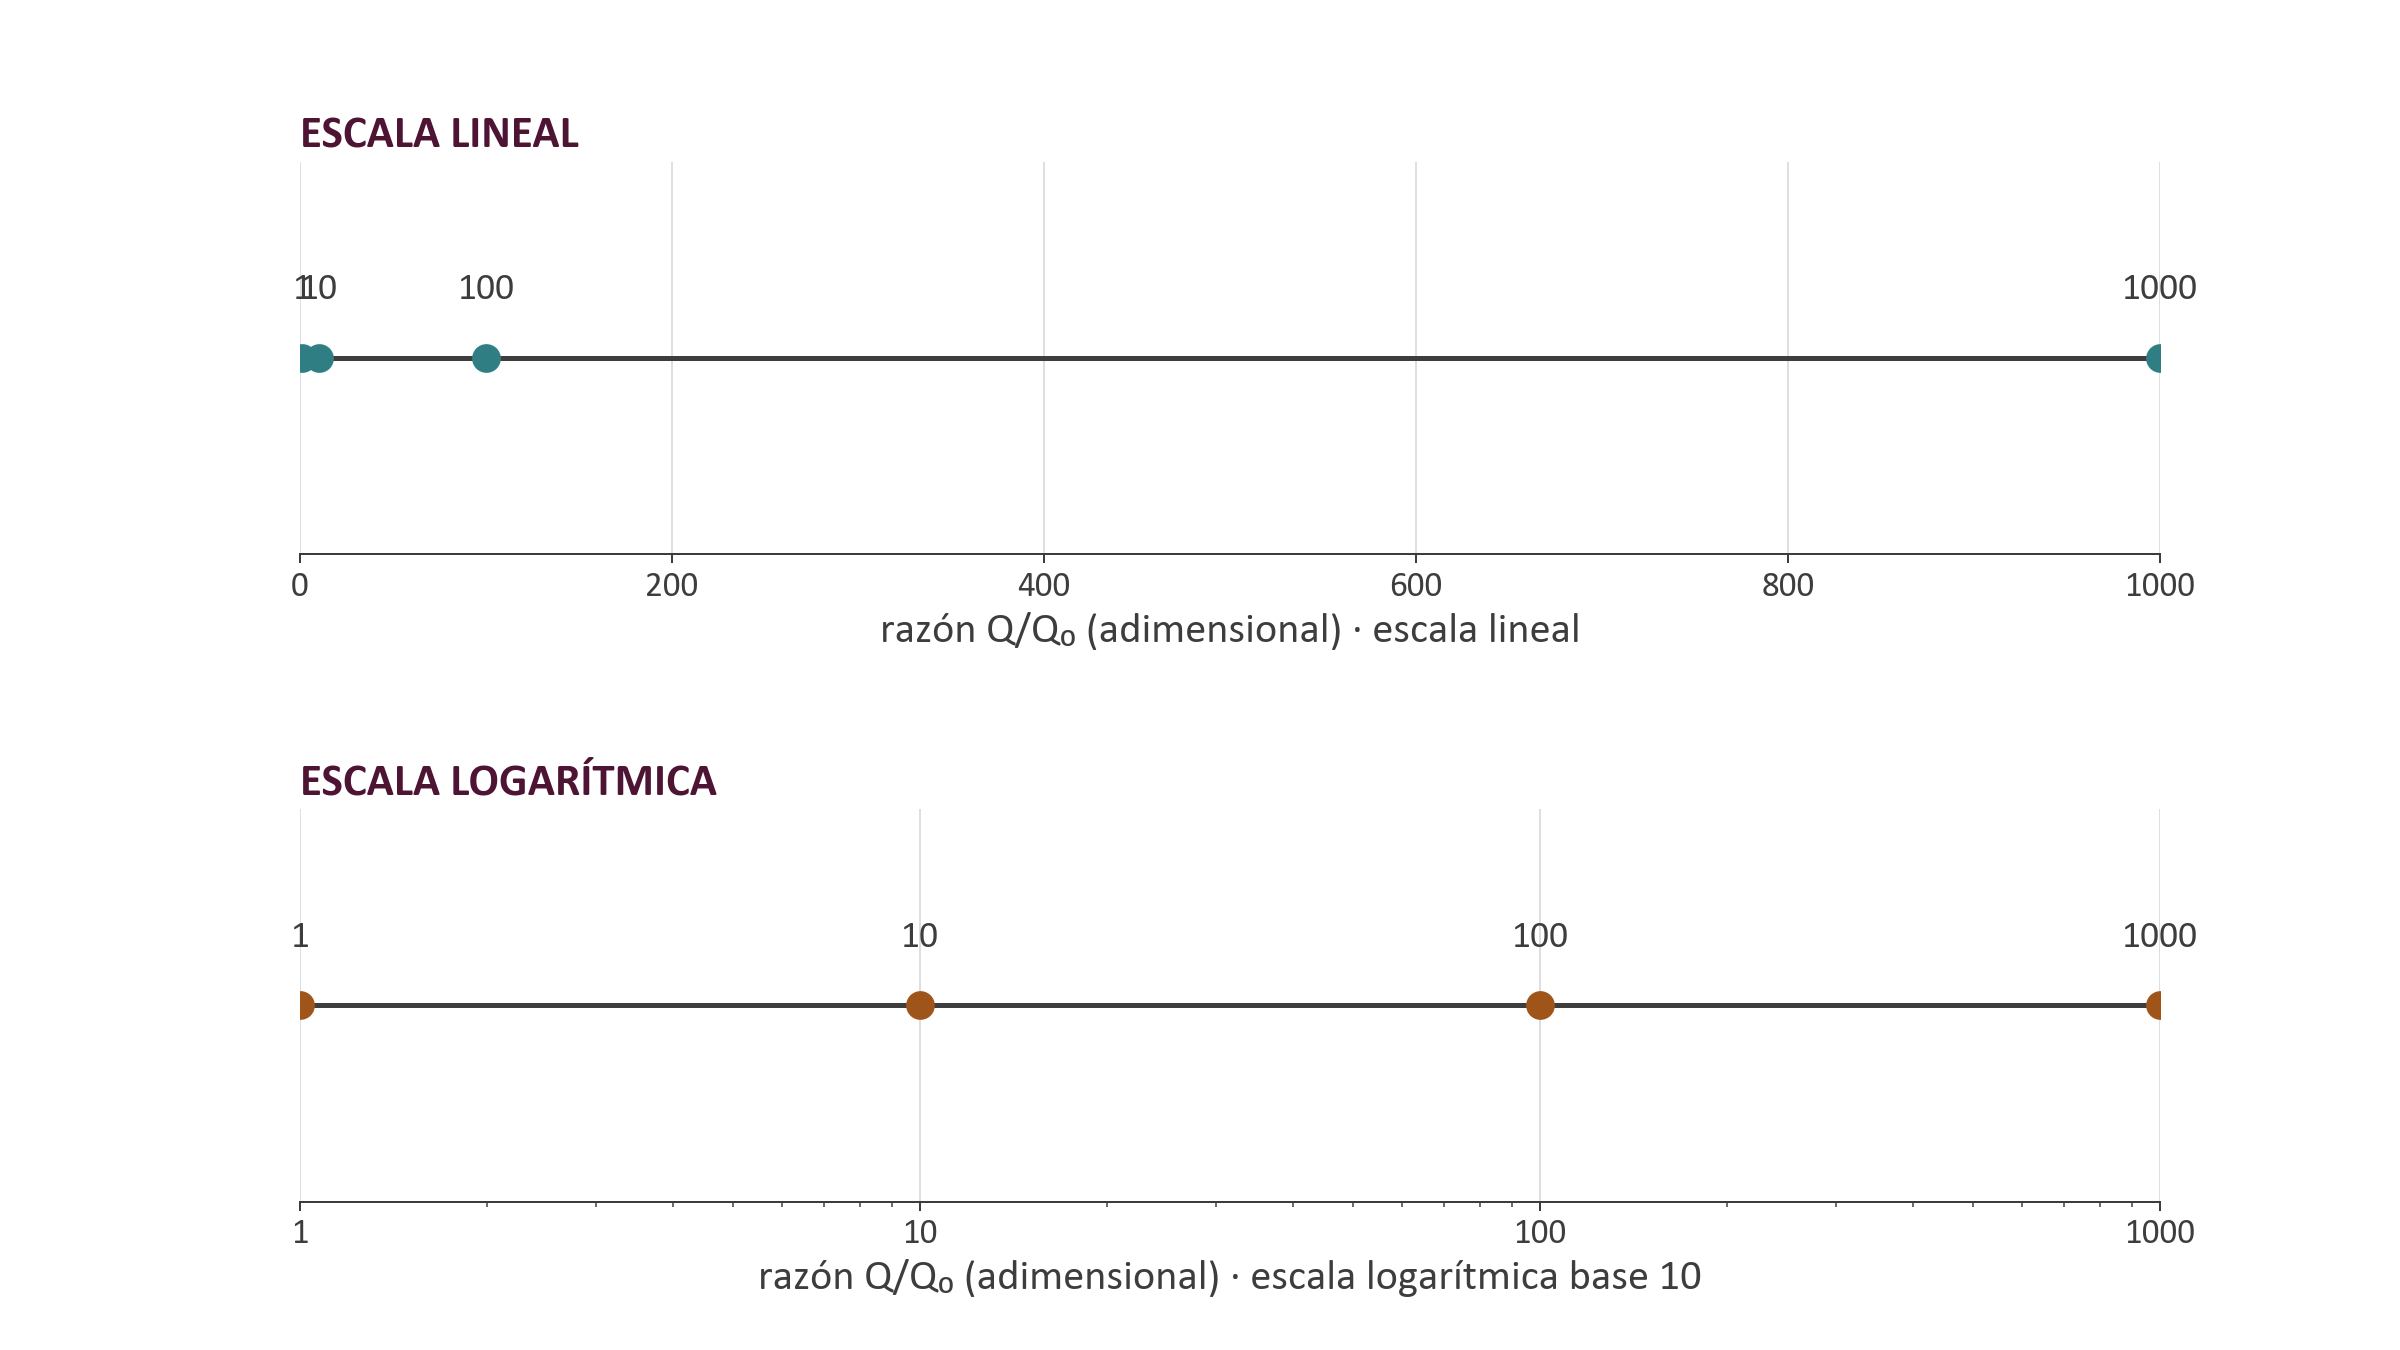 ESCALA LINEAL
1 10 100 1000
0 200 400 600 800 1000
razón Q/Q₀ (adimensional) · escala lineal
ESCALA LOGARÍTMICA
1 10 100 1000
1 10 100 1000
razón Q/Q₀ (adimensional) · escala logarítmica base 10